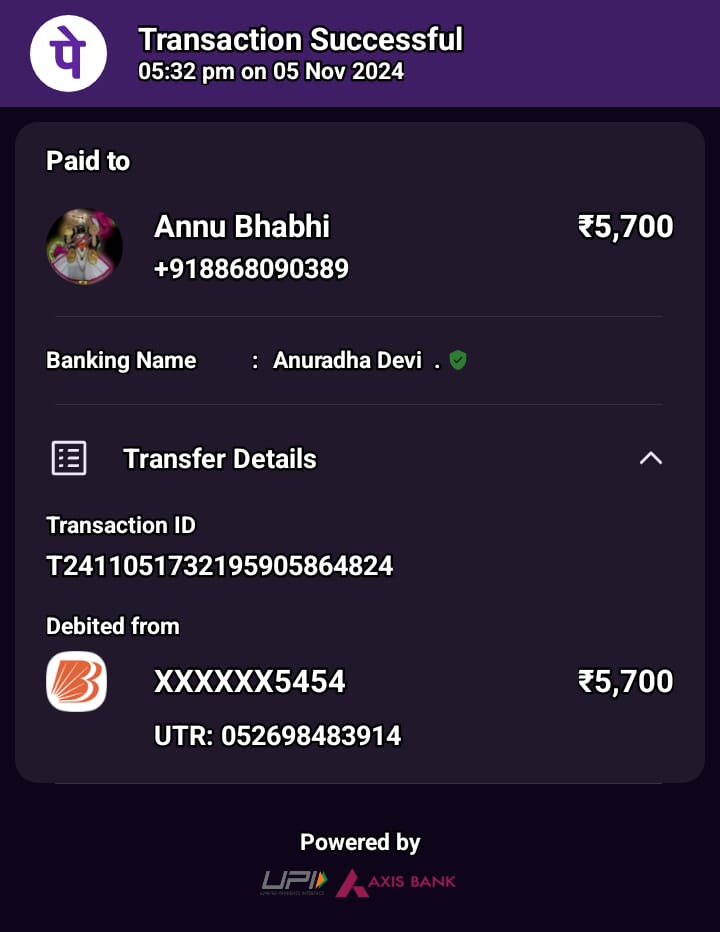 पे
Transaction Successful
05:32 pm on 05 Nov 2024
Paid to
Annu Bhabhi ₹5,700
+918868090389
Banking Name : Anuradha Devi .
Transfer Details
Transaction ID
T2411051732195905864824
Debited from
XXXXXX5454 ₹5,700
UTR: 052698483914
Powered by
UPI AXIS BANK